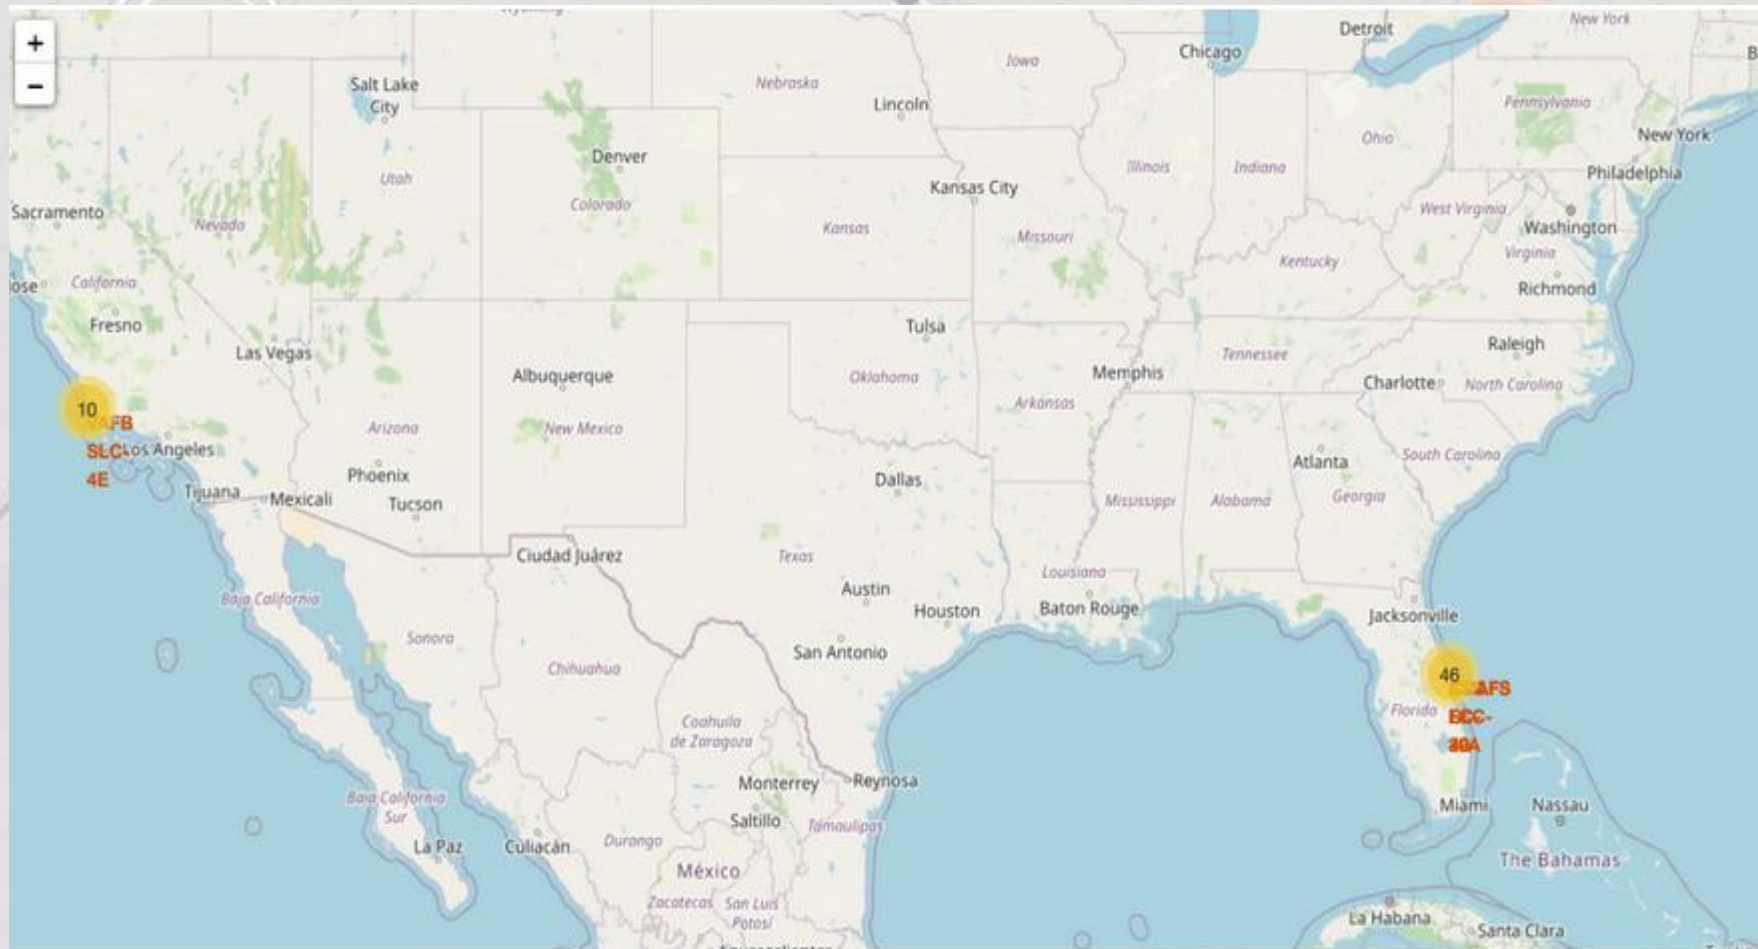 +
−
New York
Detroit
Chicago
Iowa
Salt Lake
City
Nebraska
Lincoln
Pennsylvania
Ohio
New York
Denver
Illinois
Indiana
Philadelphia
Utah
Kansas City
Colorado
Sacramento
Nevada
Kansas
Missouri
West Virginia
Washington
Virginia
Kentucky
California
Richmond
Fresno
Tulsa
Las Vegas
Raleigh
Tennessee
Albuquerque
Oklahoma
Memphis
Charlotte
North Carolina
10
Arkansas
Arizona
New Mexico
SLC-
Los Angeles
4E
South Carolina
Atlanta
Phoenix
Dallas
Tijuana
Mexicali
Tucson
Mississippi
Alabama
Georgia
Ciudad Juárez
Texas
Louisiana
Austin
Baja California
Houston
Baton Rouge
Jacksonville
Sonora
San Antonio
Chihuahua
46
Florida
Coahuila
de Zaragoza
Monterrey
Reynosa
Baja California
Sur
Saltillo
Tamaulipas
Miami
Nassau
La Paz
Culiacán
Durango
México
The Bahamas
Zacatecas
San Luis
Potosí
La Habana
Santa Clara